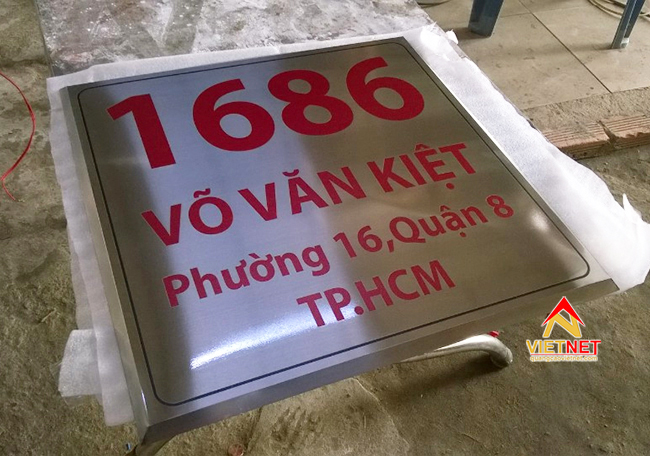 1686
VÕ VĂN KIỆT
Phường 16,Quận 8
TP.HCM
VIETNET